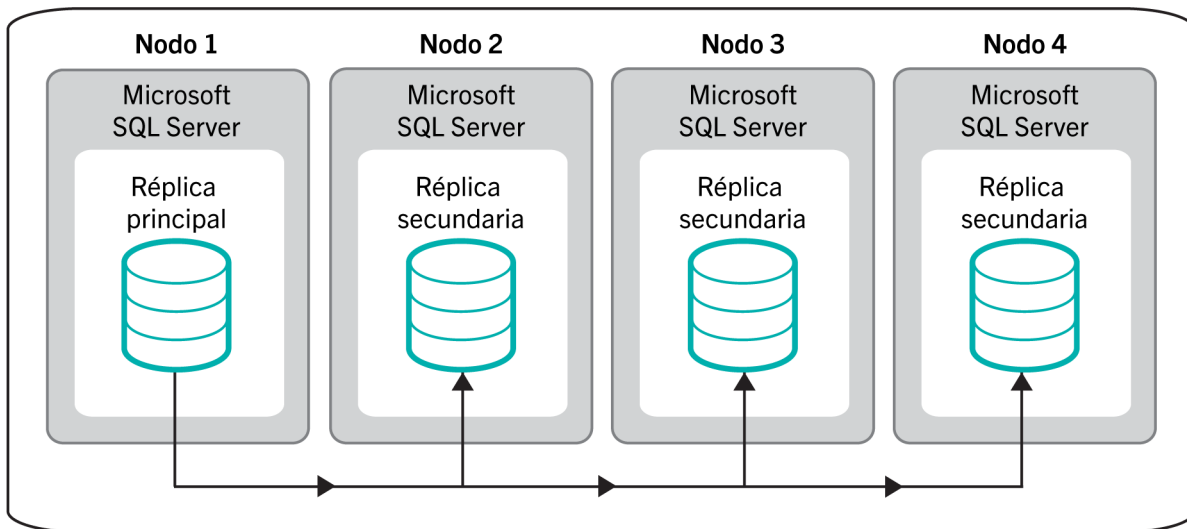 Nodo 1
Microsoft
SQL Server
Réplica
principal
Nodo 2
Microsoft
SQL Server
Réplica
secundaria
Nodo 3
Microsoft
SQL Server
Réplica
secundaria
Nodo 4
Microsoft
SQL Server
Réplica
secundaria